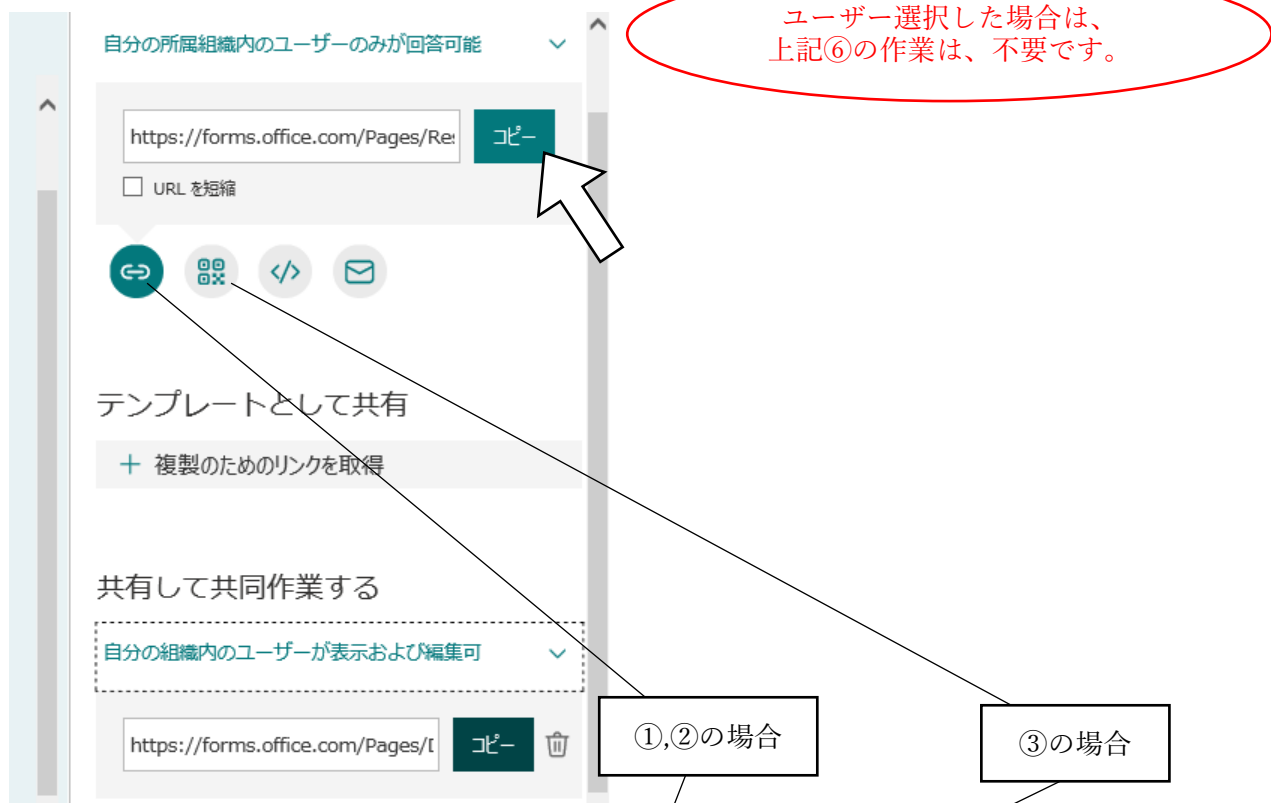 ユーザー選択した場合は、
上記⑥の作業は、不要です。
自分の所属組織内のユーザーのみが回答可能
https://forms.office.com/Pages/Re
コピー
URL を短縮
テンプレートとして共有
+ 複製のためのリンクを取得
共有して共同作業する
自分の組織内のユーザーが表示および編集可
https://forms.office.com/Pages/
コピー
①,②の場合
③の場合